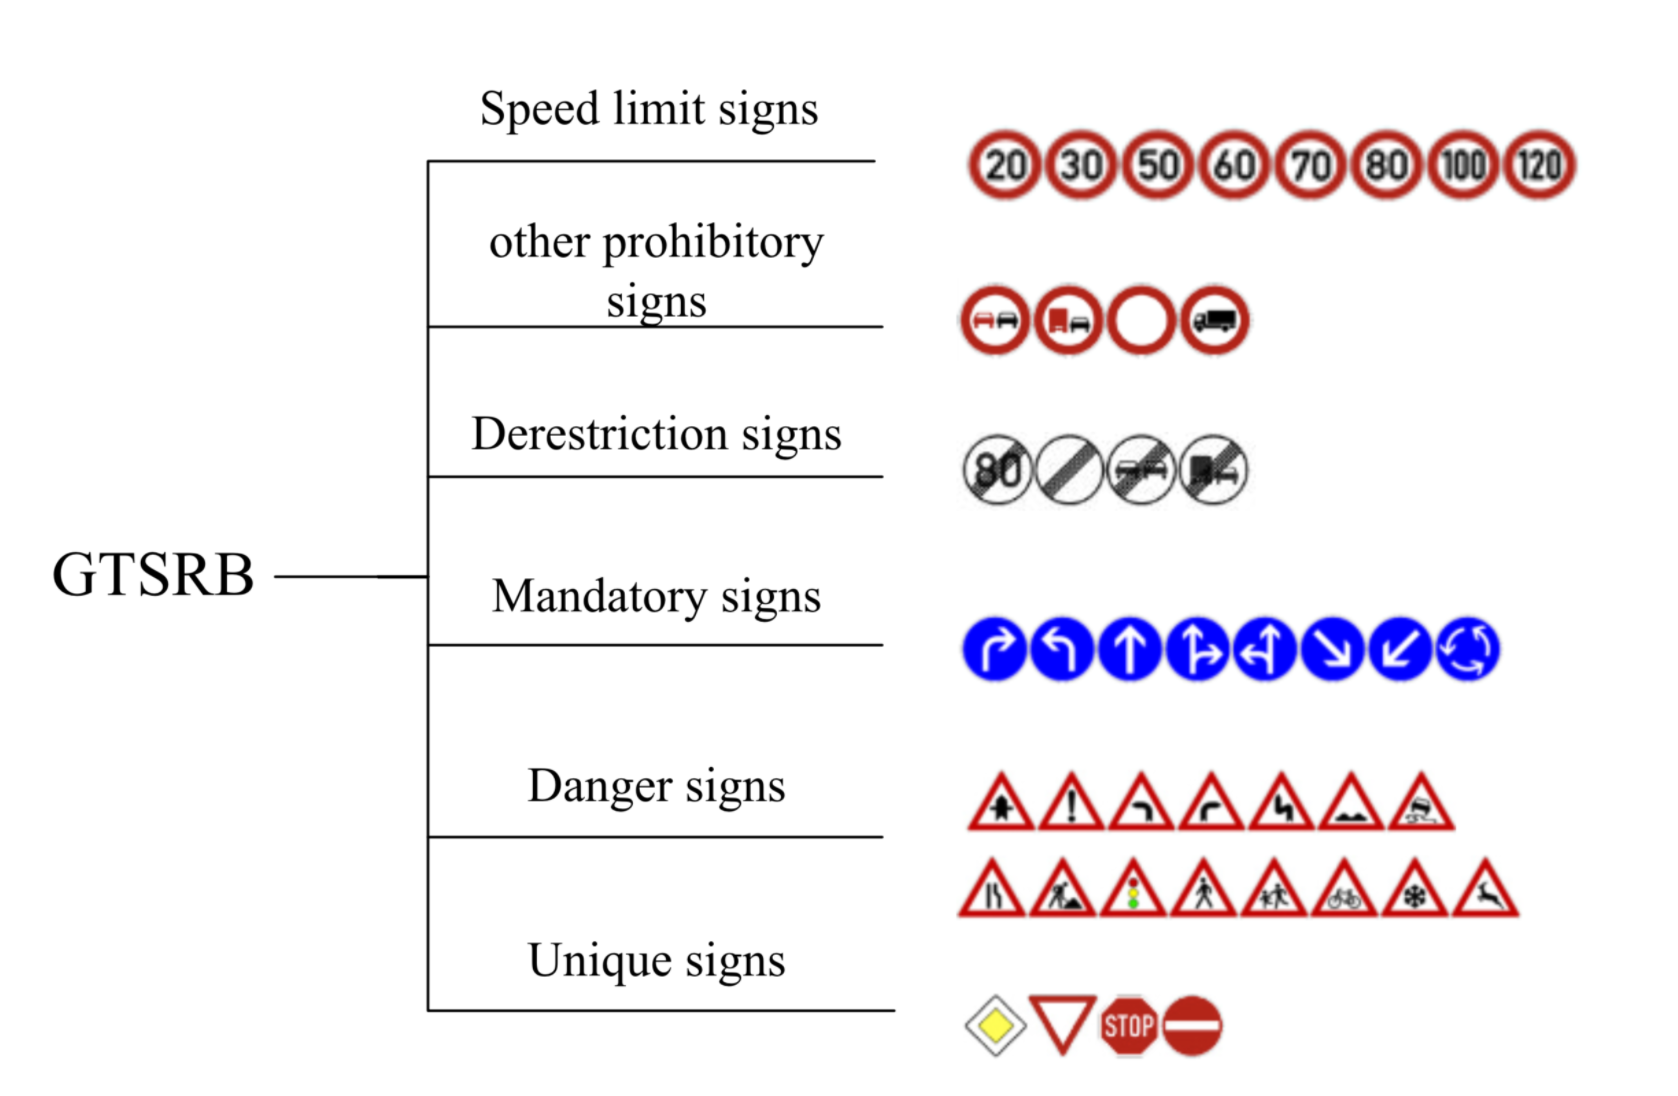 Speed limit signs
20 30 50 60 70 80 100 120
other prohibitory
signs
Derestriction signs
80
GTSRB
Mandatory signs
Danger signs
Unique signs
STOP